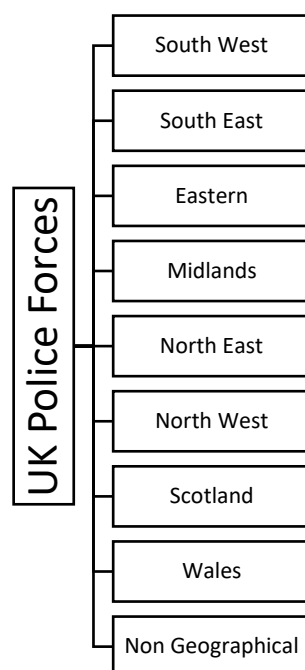 UK Police Forces
South West
South East
Eastern
Midlands
North East
North West
Scotland
Wales
Non Geographical